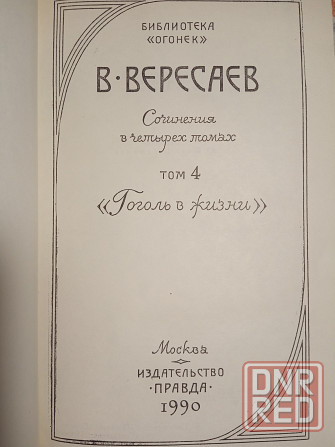 БИБЛИОТЕКА
«ОГОНЕК»
В·ВЕРЕСАЕВ
Сочинения
в четырех томах
ТОМ 4
«Гоголь в жизни»
Москва
ИЗДАТЕЛЬСТВО
·ПРАВДА·
1990
DNR
RED